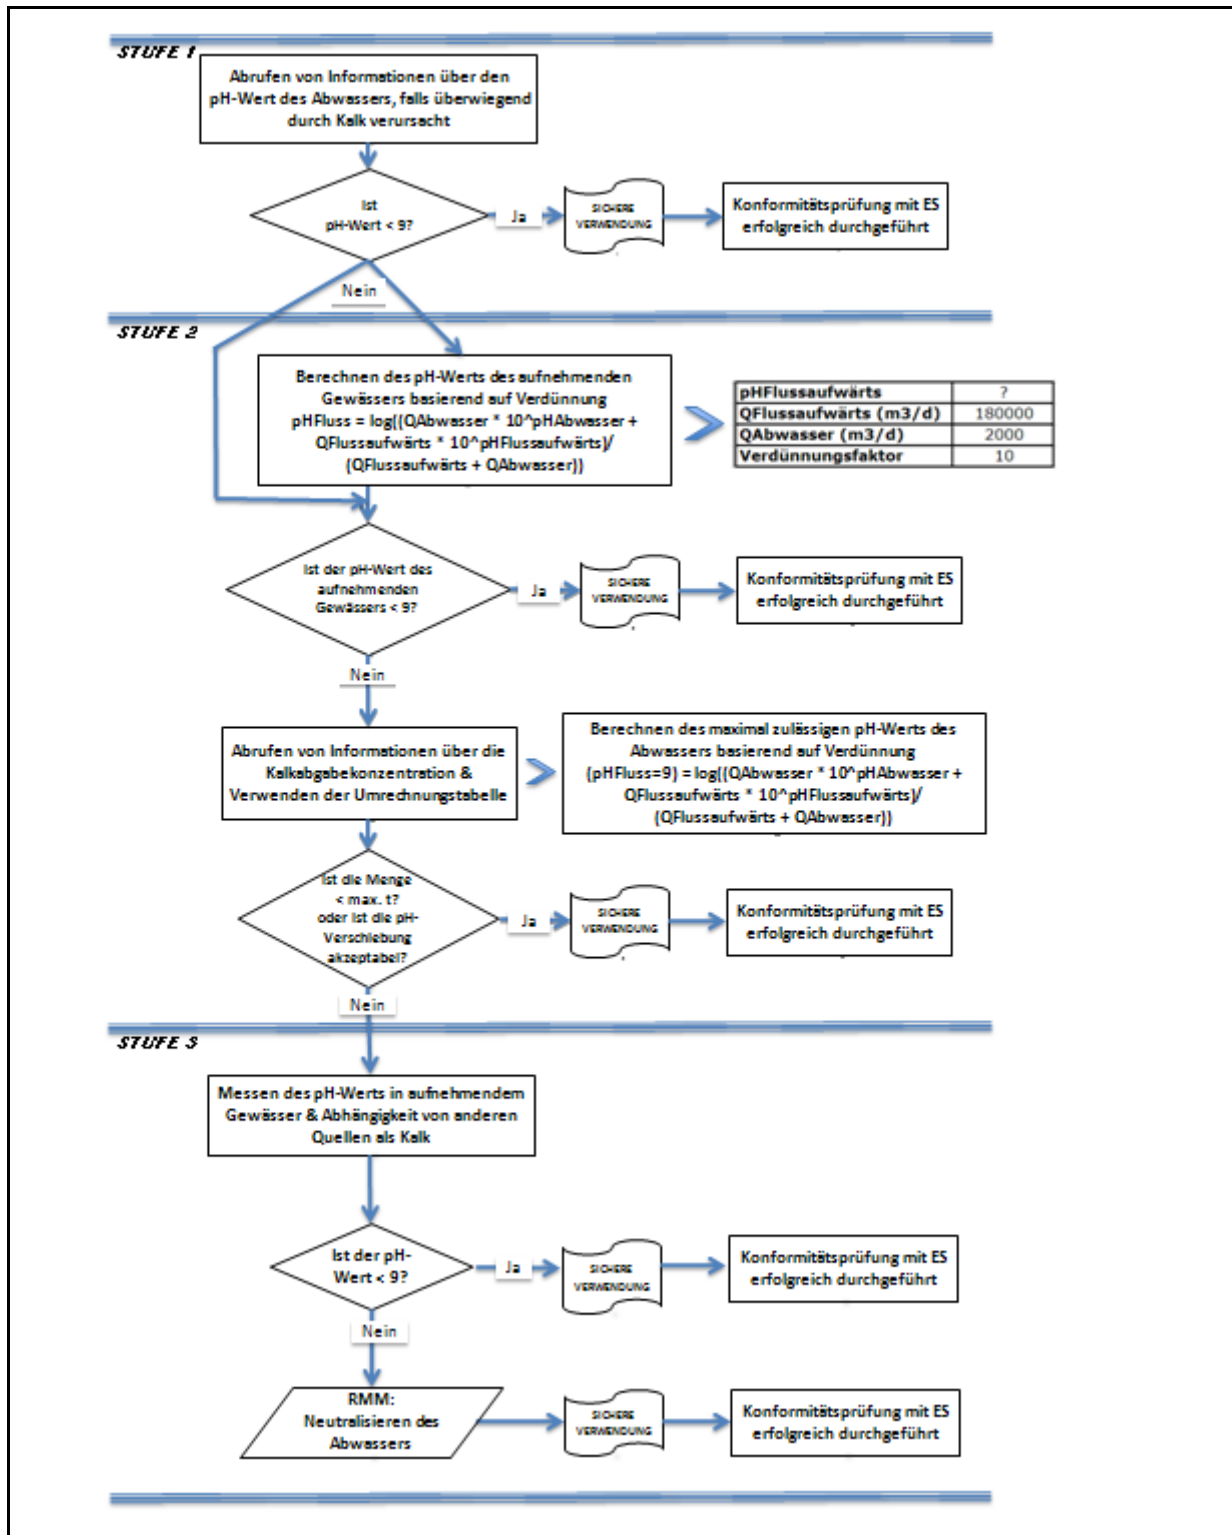 STUFE 1
Abrufen von Informationen über den
pH-Wert des Abwassers, falls überwiegend
durch Kalk verursacht
Ist
pH-Wert < 9?
Ja
SICHERE
VERWENDUNG
Konformitätsprüfung mit ES
erfolgreich durchgeführt
Nein
STUFE 2
Berechnen des pH-Werts des aufnehmenden
Gewässers basierend auf Verdünnung
pHFluss = log((QAbwasser * 10^pHAbwasser +
QFlussaufwärts * 10^pHFlussaufwärts)/
(QFlussaufwärts + QAbwasser))
pHFlussaufwärts ?
QFlussaufwärts (m3/d) 180000
QAbwasser (m3/d) 2000
Verdünnungsfaktor 10
Ist der pH-Wert des
aufnehmenden
Gewässers < 9?
Ja
SICHERE
VERWENDUNG
Konformitätsprüfung mit ES
erfolgreich durchgeführt
Nein
Abrufen von Informationen über die
Kalkabgabekonzentration &
Verwenden der Umrechnungstabelle
Berechnen des maximal zulässigen pH-Werts des
Abwassers basierend auf Verdünnung
(pHFluss=9) = log((QAbwasser * 10^pHAbwasser +
QFlussaufwärts * 10^pHFlussaufwärts)/
(QFlussaufwärts + QAbwasser))
Ist die Menge
< max. t?
oder ist die pH-
Verschiebung
akzeptabel?
Ja
SICHERE
VERWENDUNG
Konformitätsprüfung mit ES
erfolgreich durchgeführt
Nein
STUFE 3
Messen des pH-Werts in aufnehmendem
Gewässer & Abhängigkeit von anderen
Quellen als Kalk
Ist der pH-
Wert < 9?
Ja
SICHERE
VERWENDUNG
Konformitätsprüfung mit ES
erfolgreich durchgeführt
Nein
RMM:
Neutralisieren des
Abwassers
SICHERE
VERWENDUNG
Konformitätsprüfung mit ES
erfolgreich durchgeführt